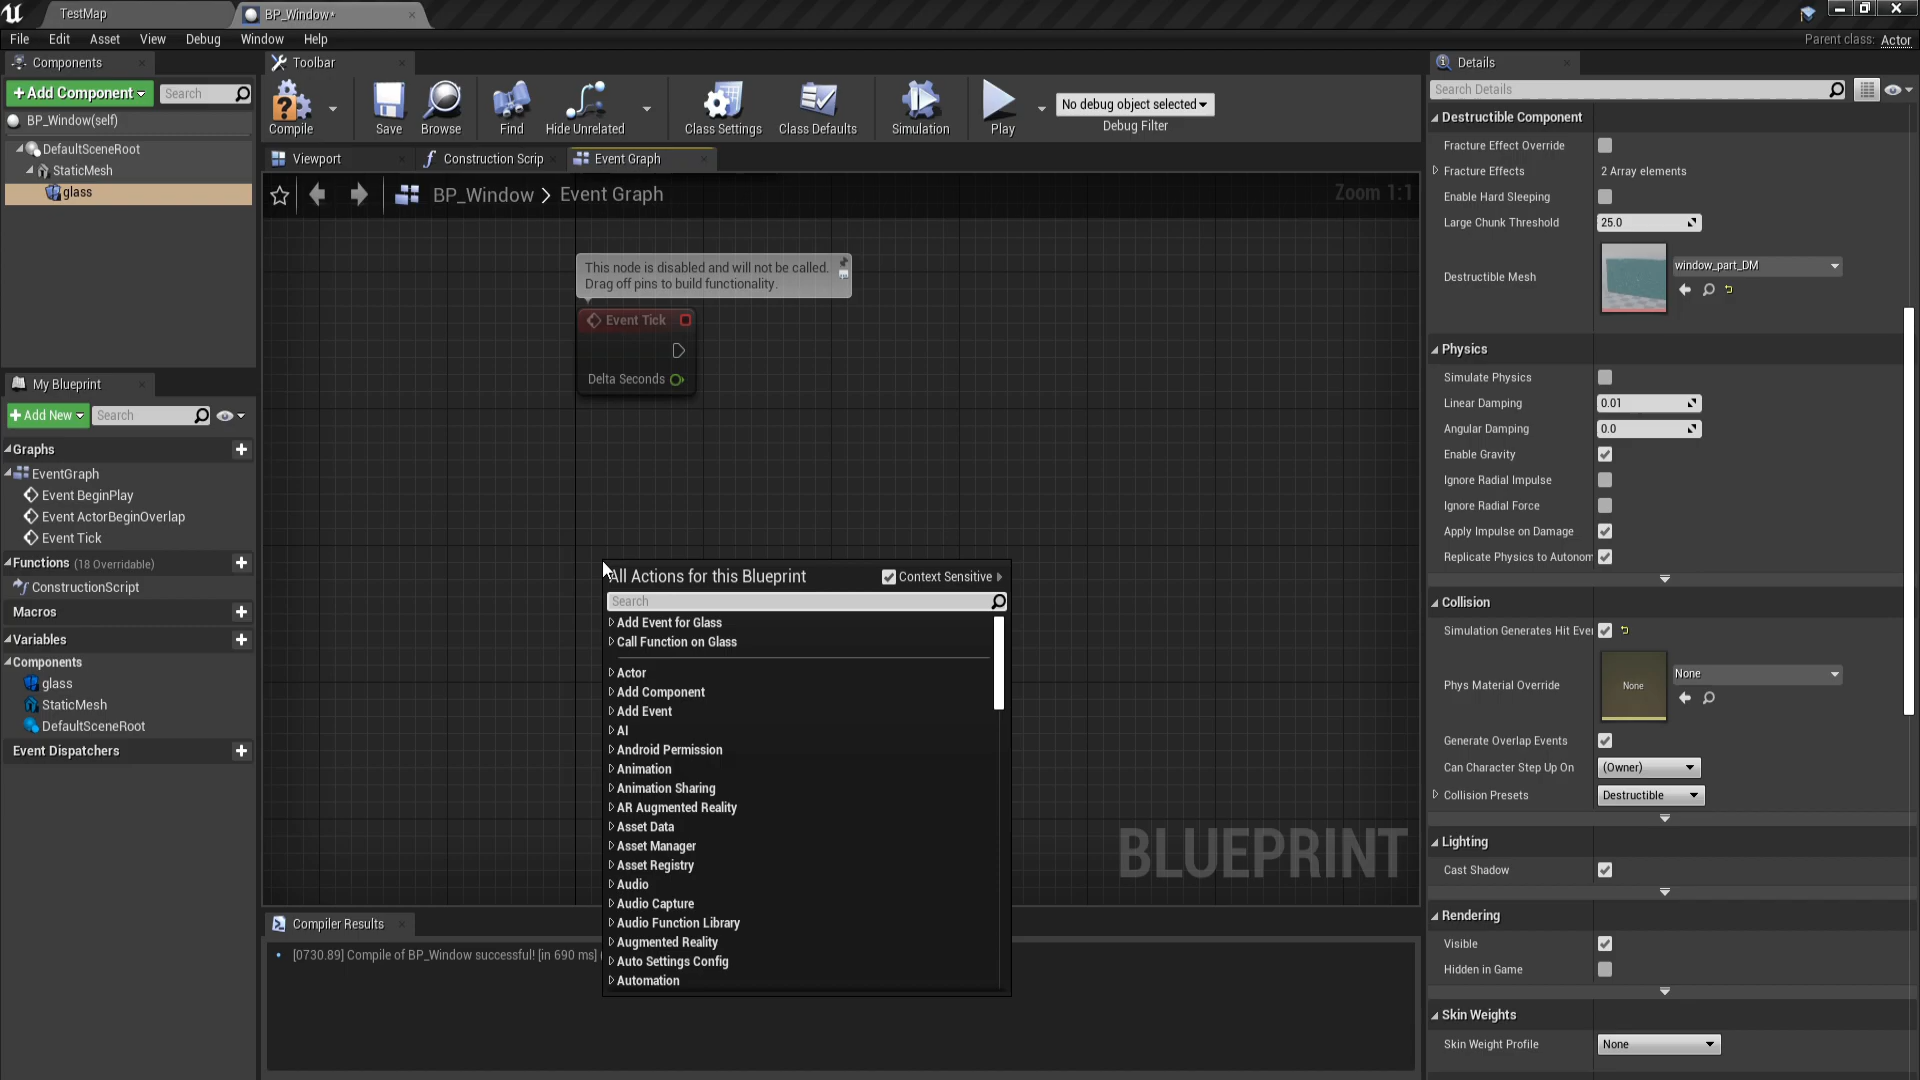 TestMap
BP_Window*
File Edit Asset View Debug Window Help
Parent class: Actor
Components
+ Add Component
Search
BP_Window(self)
DefaultSceneRoot
StaticMesh
glass
My Blueprint
+ Add New
Search
Graphs
EventGraph
Event BeginPlay
Event ActorBeginOverlap
Event Tick
Functions (18 Overridable)
ConstructionScript
Macros
Variables
Components
glass
StaticMesh
DefaultSceneRoot
Event Dispatchers
Toolbar
Compile
Save
Browse
Find
Hide Unrelated
Class Settings
Class Defaults
Simulation
Play
No debug object selected
Debug Filter
Viewport
Construction Scrip
Event Graph
BP_Window > Event Graph
Zoom 1:1
This node is disabled and will not be called.
Drag off pins to build functionality.
Event Tick
Delta Seconds
All Actions for this Blueprint
Context Sensitive
Search
Add Event for Glass
Call Function on Glass
Actor
Add Component
Add Event
AI
Android Permission
Animation
Animation Sharing
AR Augmented Reality
Asset Data
Asset Manager
Asset Registry
Audio
Audio Capture
Audio Function Library
Augmented Reality
Auto Settings Config
Automation
BLUEPRINT
Compiler Results
[0730.89] Compile of BP_Window successful! [in 690 ms]
Details
Search Details
Destructible Component
Fracture Effect Override
Fracture Effects 2 Array elements
Enable Hard Sleeping
Large Chunk Threshold 25.0
Destructible Mesh
window_part_DM
Physics
Simulate Physics
Linear Damping 0.01
Angular Damping 0.0
Enable Gravity
Ignore Radial Impulse
Ignore Radial Force
Apply Impulse on Damage
Replicate Physics to Autonom
Collision
Simulation Generates Hit Eve
Phys Material Override
None
None
Generate Overlap Events
Can Character Step Up On (Owner)
Collision Presets Destructible
Lighting
Cast Shadow
Rendering
Visible
Hidden in Game
Skin Weights
Skin Weight Profile None